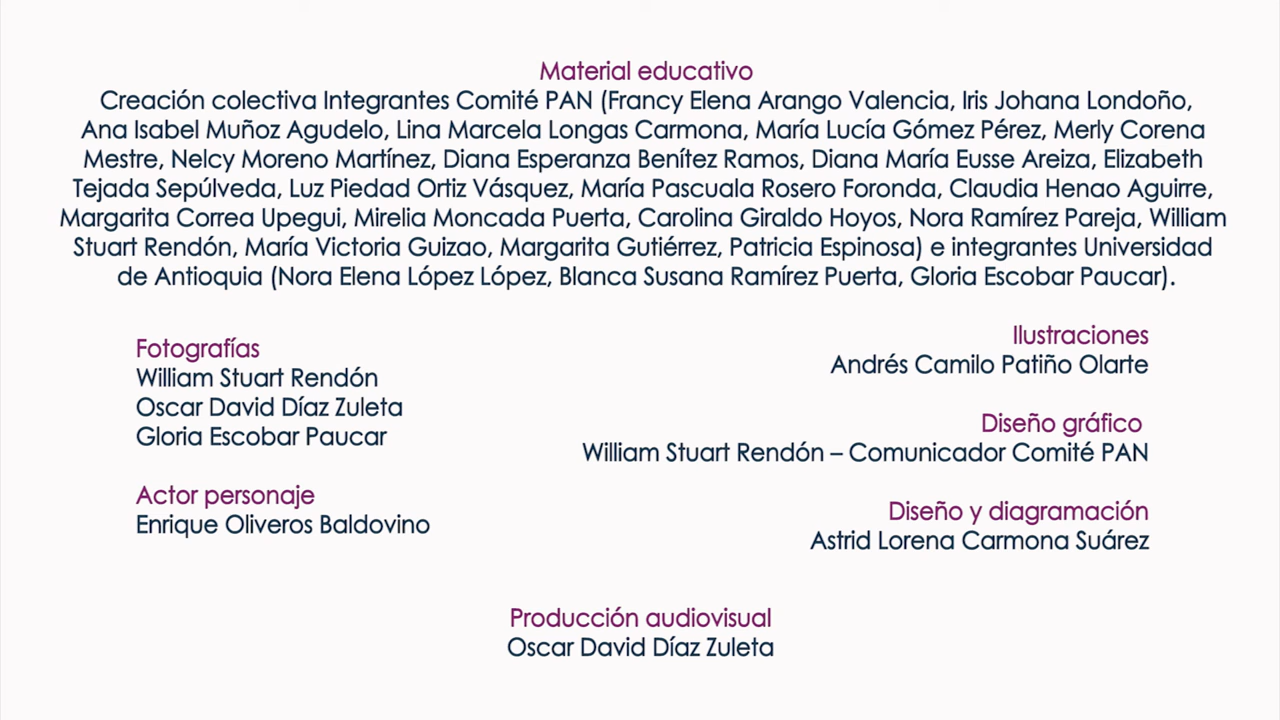 Material educativo
Creación colectiva Integrantes Comité PAN (Francy Elena Arango Valencia, Iris Johana Londoño,
Ana Isabel Muñoz Agudelo, Lina Marcela Longas Carmona, María Lucía Gómez Pérez, Merly Corena
Mestre, Nelcy Moreno Martínez, Diana Esperanza Benítez Ramos, Diana María Eusse Areiza, Elizabeth
Tejada Sepúlveda, Luz Piedad Ortiz Vásquez, María Pascuala Rosero Foronda, Claudia Henao Aguirre,
Margarita Correa Upegui, Mirelia Moncada Puerta, Carolina Giraldo Hoyos, Nora Ramírez Pareja, William
Stuart Rendón, María Victoria Guizao, Margarita Gutiérrez, Patricia Espinosa) e integrantes Universidad
de Antioquia (Nora Elena López López, Blanca Susana Ramírez Puerta, Gloria Escobar Paucar).
Fotografías
William Stuart Rendón
Oscar David Díaz Zuleta
Gloria Escobar Paucar
Actor personaje
Enrique Oliveros Baldovino
Ilustraciones
Andrés Camilo Patiño Olarte
Diseño gráfico
William Stuart Rendón – Comunicador Comité PAN
Diseño y diagramación
Astrid Lorena Carmona Suárez
Producción audiovisual
Oscar David Díaz Zuleta